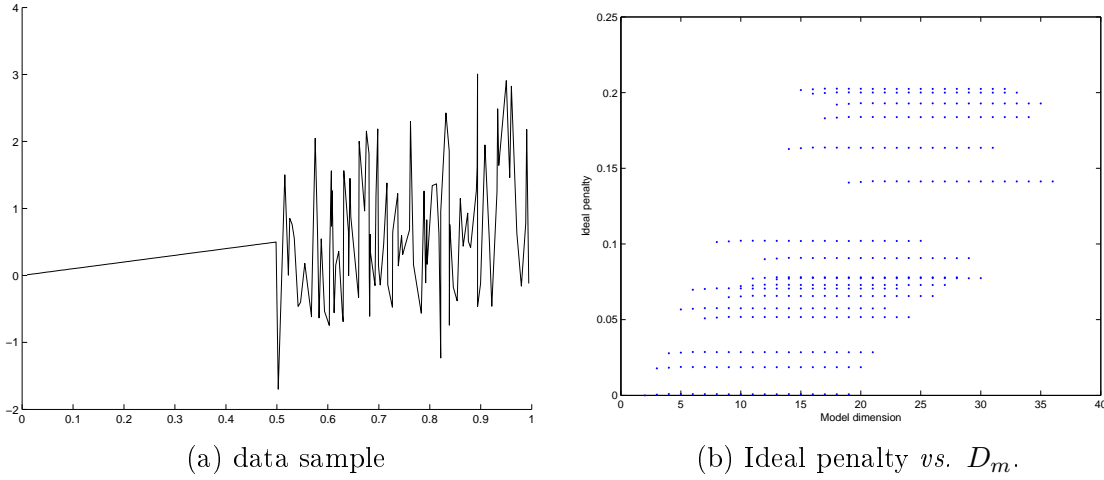 4
3
2
1
0
−1
−2
0 0.1 0.2 0.3 0.4 0.5 0.6 0.7 0.8 0.9 1
(a) data sample
0.25
0.2
0.15
0.1
0.05
0
Ideal penalty
0 5 10 15 20 25 30 35 40
Model dimension
(b) Ideal penalty vs. Dₘ.